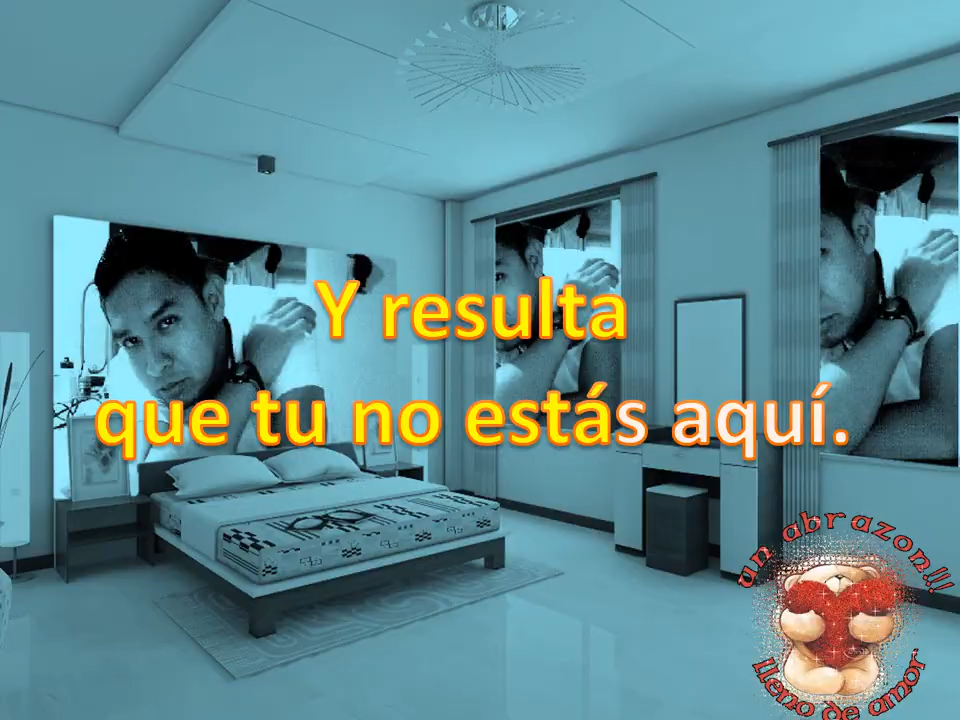 Y resulta
que tu no estás aquí.
un abrazon!!!
lleno de amor